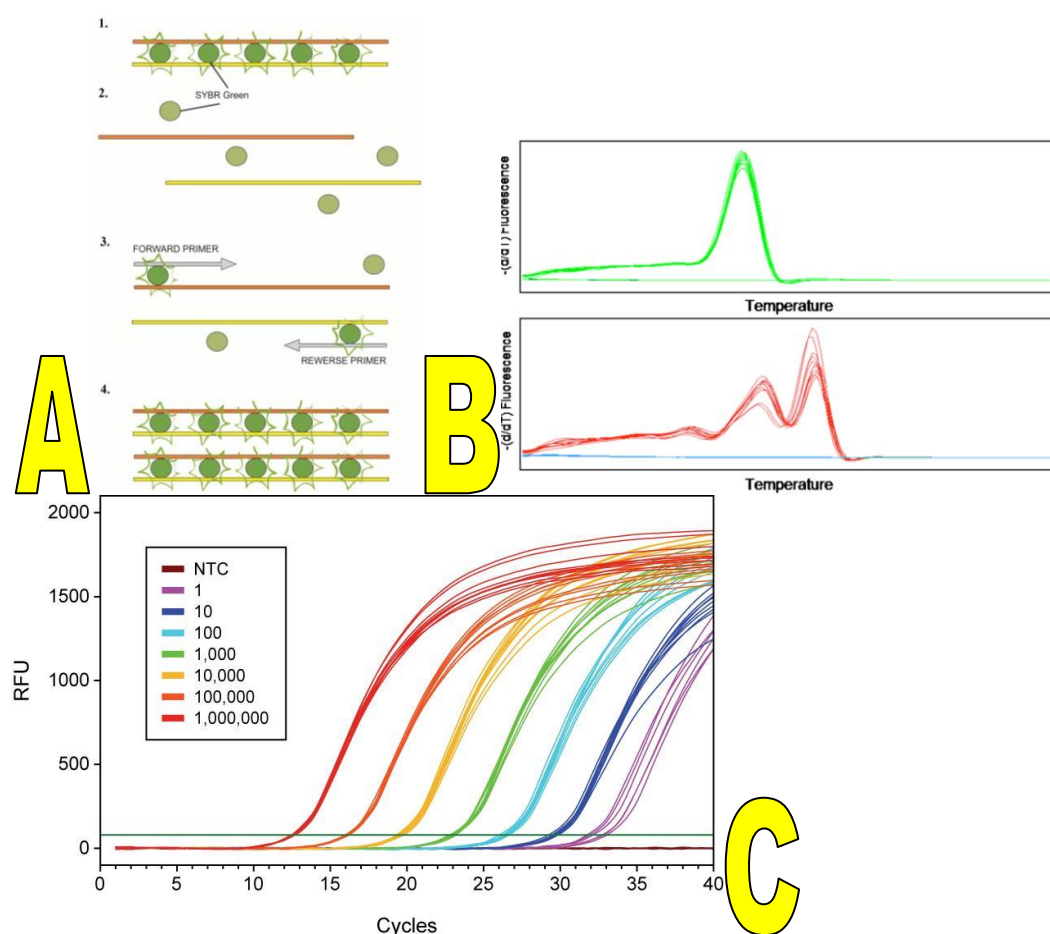 1.
SYBR Green
2.
3.
FORWARD PRIMER
REWERSE PRIMER
4.
A
-(d/dT) Fluorescence
Temperature
-(d/dT) Fluorescence
Temperature
B
2000
1500
1000
500
0
RFU
NTC
1
10
100
1,000
10,000
100,000
1,000,000
0 5 10 15 20 25 30 35 40
Cycles
C